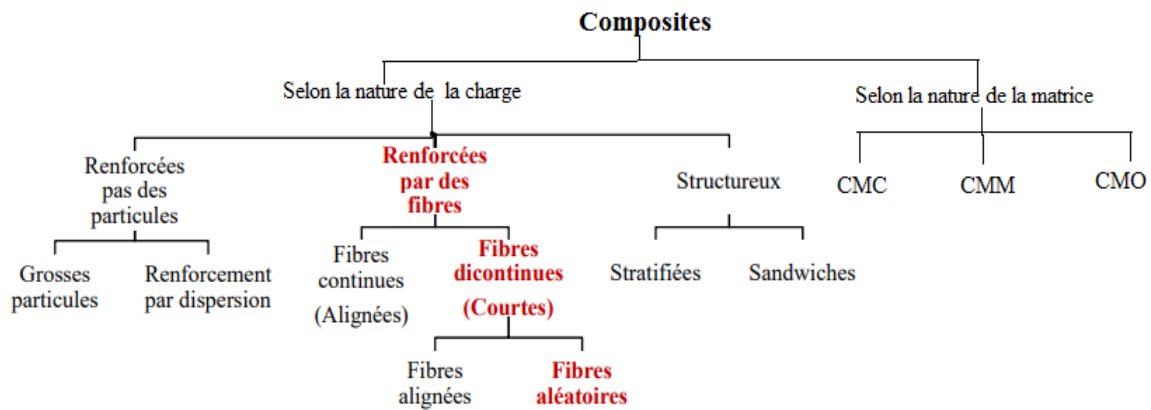 Composites
Selon la nature de la charge
Selon la nature de la matrice
Renforcées
pas des
particules
Renforcées
par des
fibres
Structureux
CMC
CMM
CMO
Grosses
particules
Renforcement
par dispersion
Fibres
continues
(Alignées)
Fibres
dicontinues
(Courtes)
Stratifiées
Sandwiches
Fibres
alignées
Fibres
aléatoires